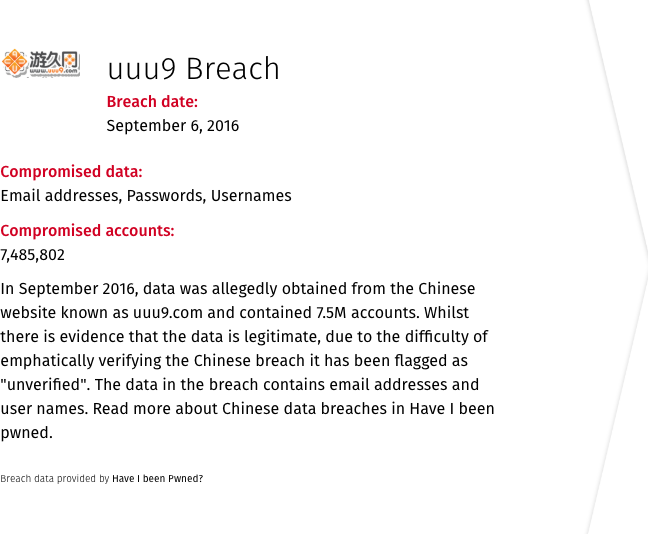 游久网
www.uuu9.com
uuu9 Breach
Breach date:
September 6, 2016
Compromised data:
Email addresses, Passwords, Usernames
Compromised accounts:
7,485,802
In September 2016, data was allegedly obtained from the Chinese
website known as uuu9.com and contained 7.5M accounts. Whilst
there is evidence that the data is legitimate, due to the difficulty of
emphatically verifying the Chinese breach it has been flagged as
"unverified". The data in the breach contains email addresses and
user names. Read more about Chinese data breaches in Have I been
pwned.
Breach data provided by Have I been Pwned?